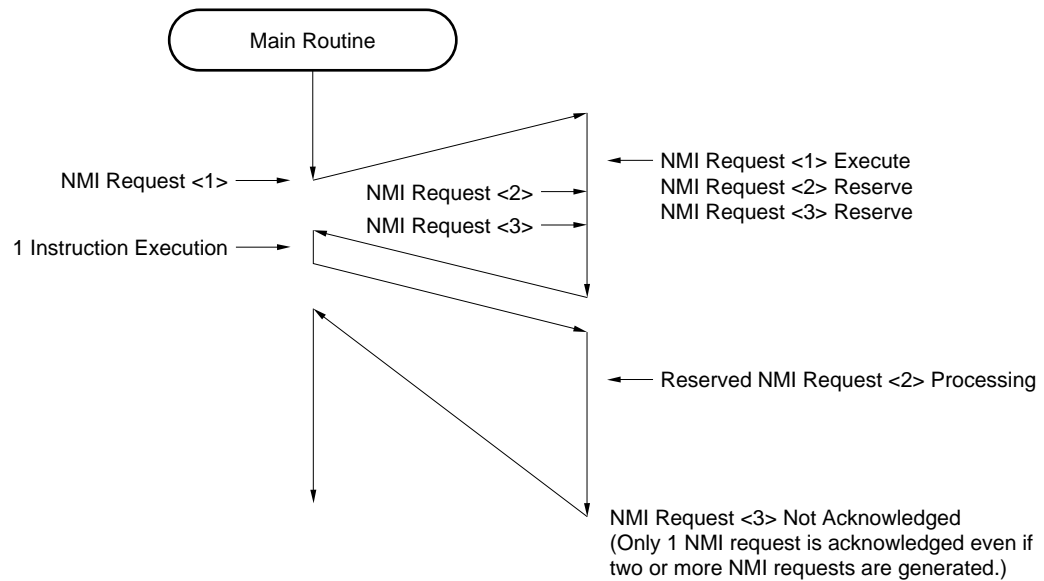 Main Routine
NMI Request <1>
NMI Request <2>
NMI Request <3>
1 Instruction Execution
NMI Request <1> Execute
NMI Request <2> Reserve
NMI Request <3> Reserve
Reserved NMI Request <2> Processing
NMI Request <3> Not Acknowledged
(Only 1 NMI request is acknowledged even if
two or more NMI requests are generated.)